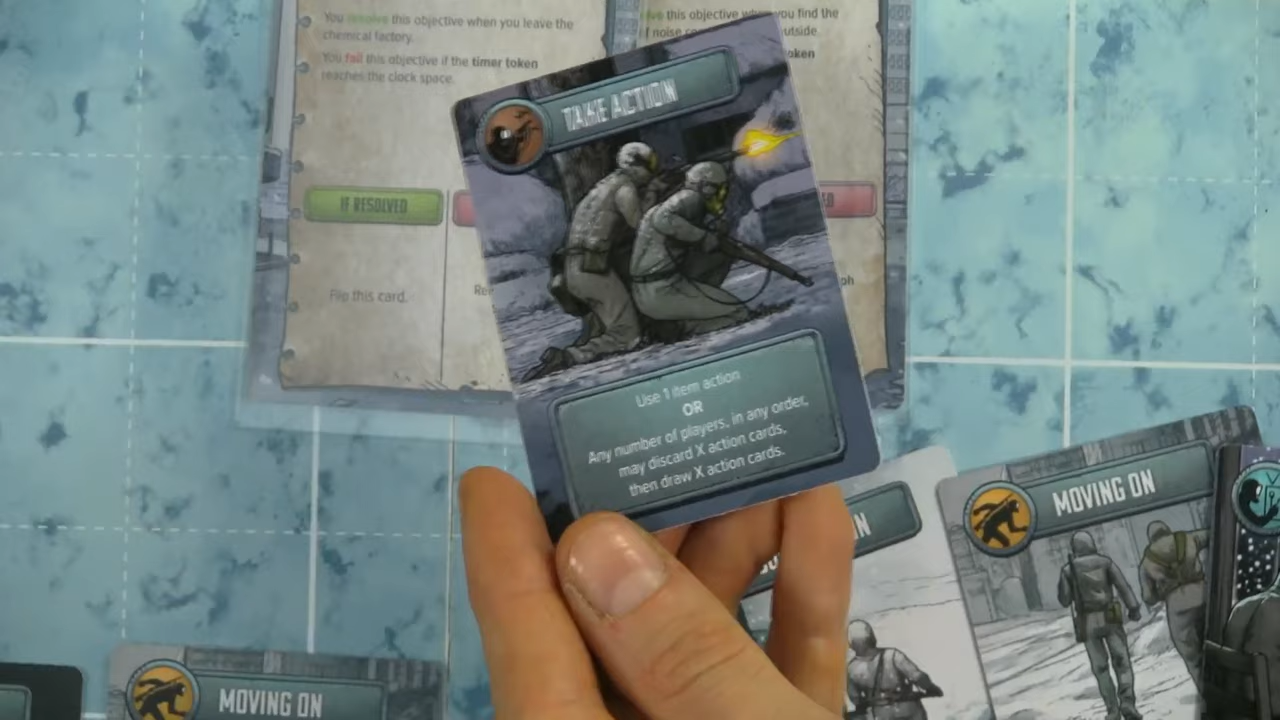 You resolve this objective when you leave the
chemical factory.
You fail this objective if the timer token
reaches the clock space.
this objective when you find the
noise
outside.
token
IF RESOLVED
Flip this card.
TAKE ACTION
Use 1 item action
OR
Any number of players, in any order,
may discard X action cards,
then draw X action cards.
MOVING ON
MOVING ON